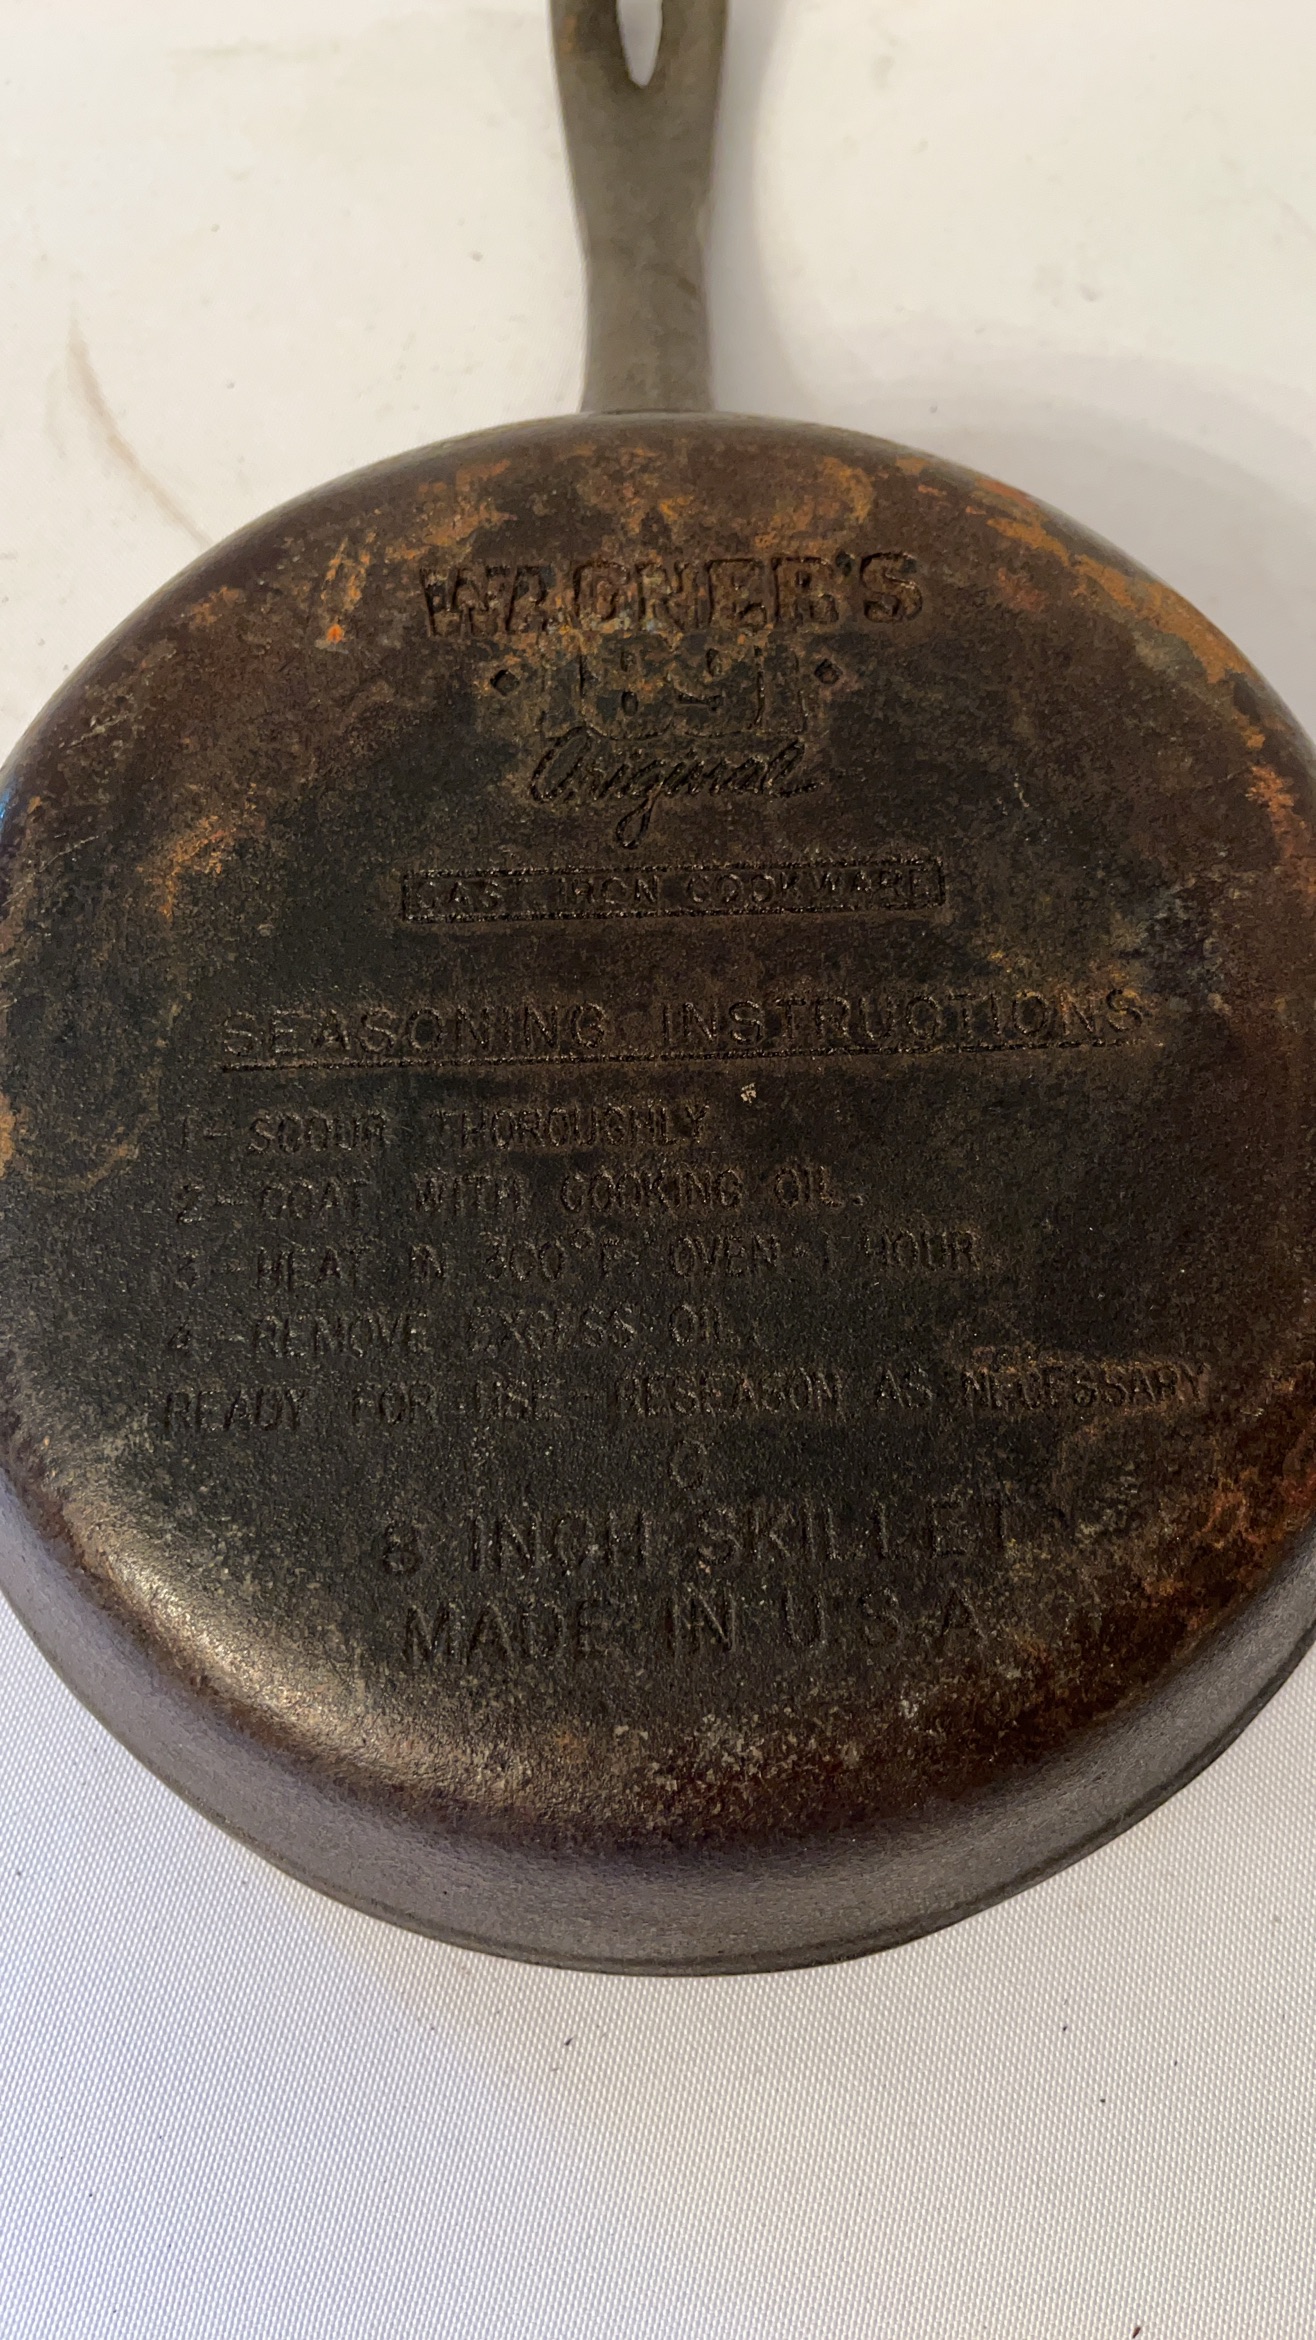 WAGNER'S
1891
Original
CAST IRON COOKWARE
SEASONING INSTRUCTIONS
1- SCOUR THOROUGHLY.
2- COAT WITH COOKING OIL.
3- HEAT IN 300°F. OVEN 1 HOUR.
4- REMOVE EXCESS OIL.
READY FOR USE- RESEASON AS NECESSARY
C
8 INCH SKILLET
MADE IN U.S.A.